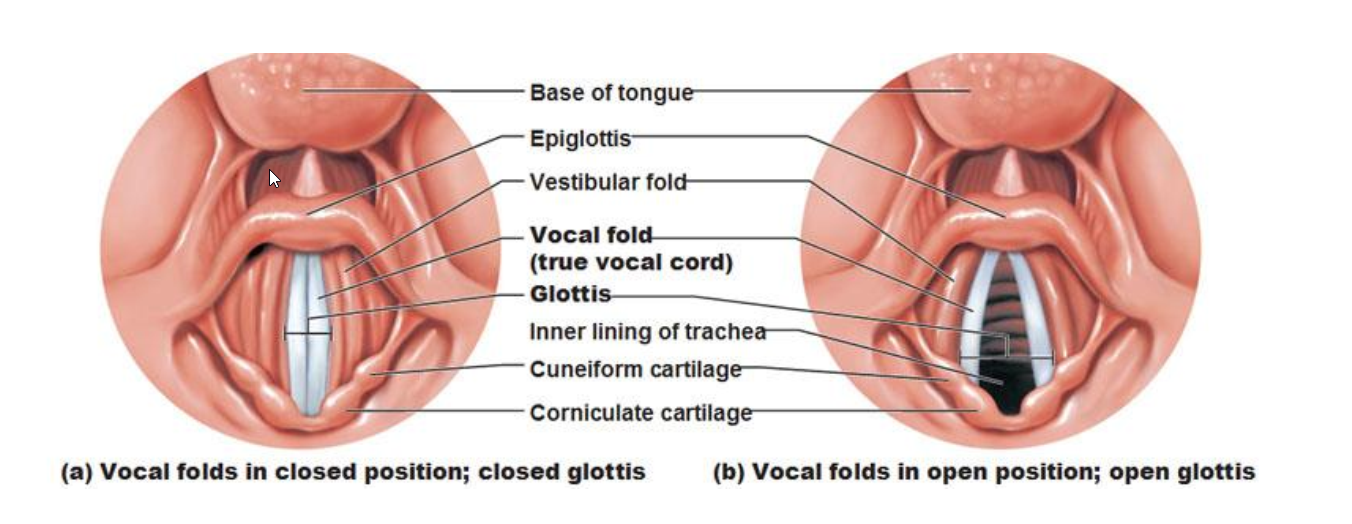 Base of tongue
Epiglottis
Vestibular fold
Vocal fold
(true vocal cord)
Glottis
Inner lining of trachea
Cuneiform cartilage
Corniculate cartilage
(a) Vocal folds in closed position; closed glottis
(b) Vocal folds in open position; open glottis